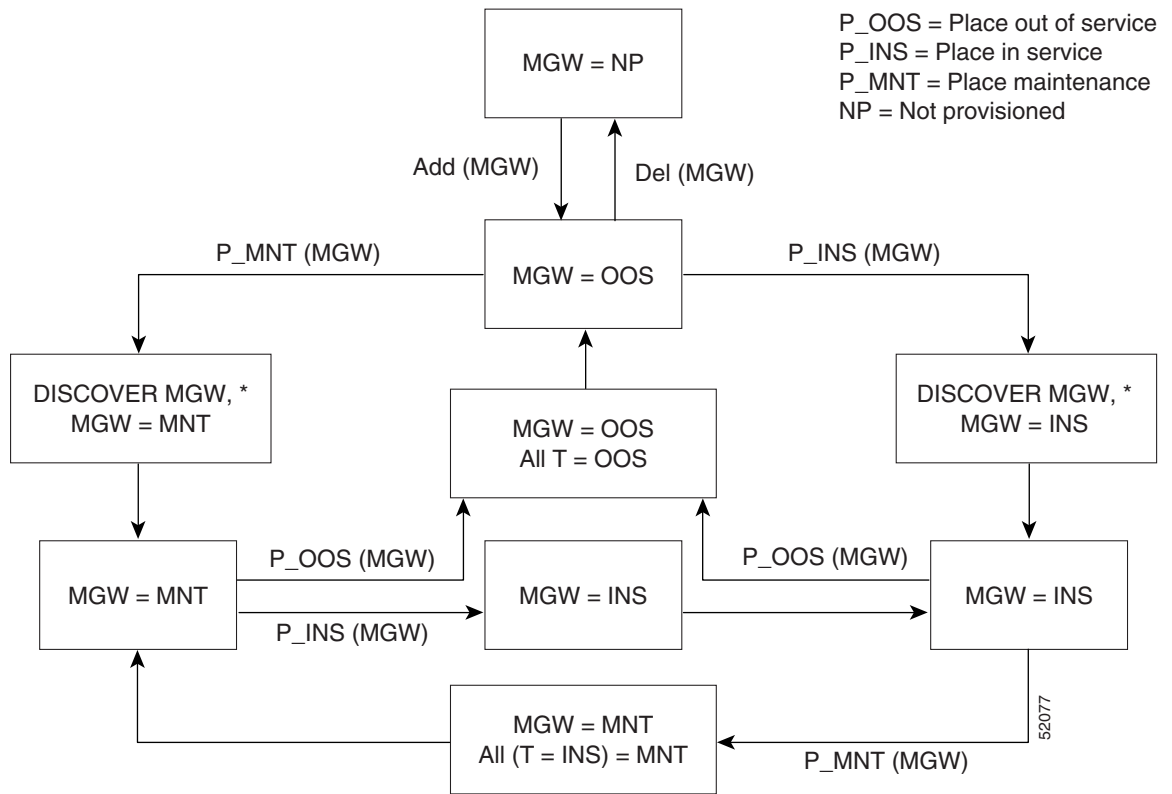 P_OOS = Place out of service
P_INS = Place in service
P_MNT = Place maintenance
NP = Not provisioned
MGW = NP
Add (MGW)
Del (MGW)
P_MNT (MGW)
MGW = OOS
P_INS (MGW)
DISCOVER MGW, *
MGW = MNT
MGW = OOS
All T = OOS
DISCOVER MGW, *
MGW = INS
MGW = MNT
P_OOS (MGW)
P_INS (MGW)
MGW = INS
P_OOS (MGW)
MGW = INS
MGW = MNT
All (T = INS) = MNT
P_MNT (MGW)
52077